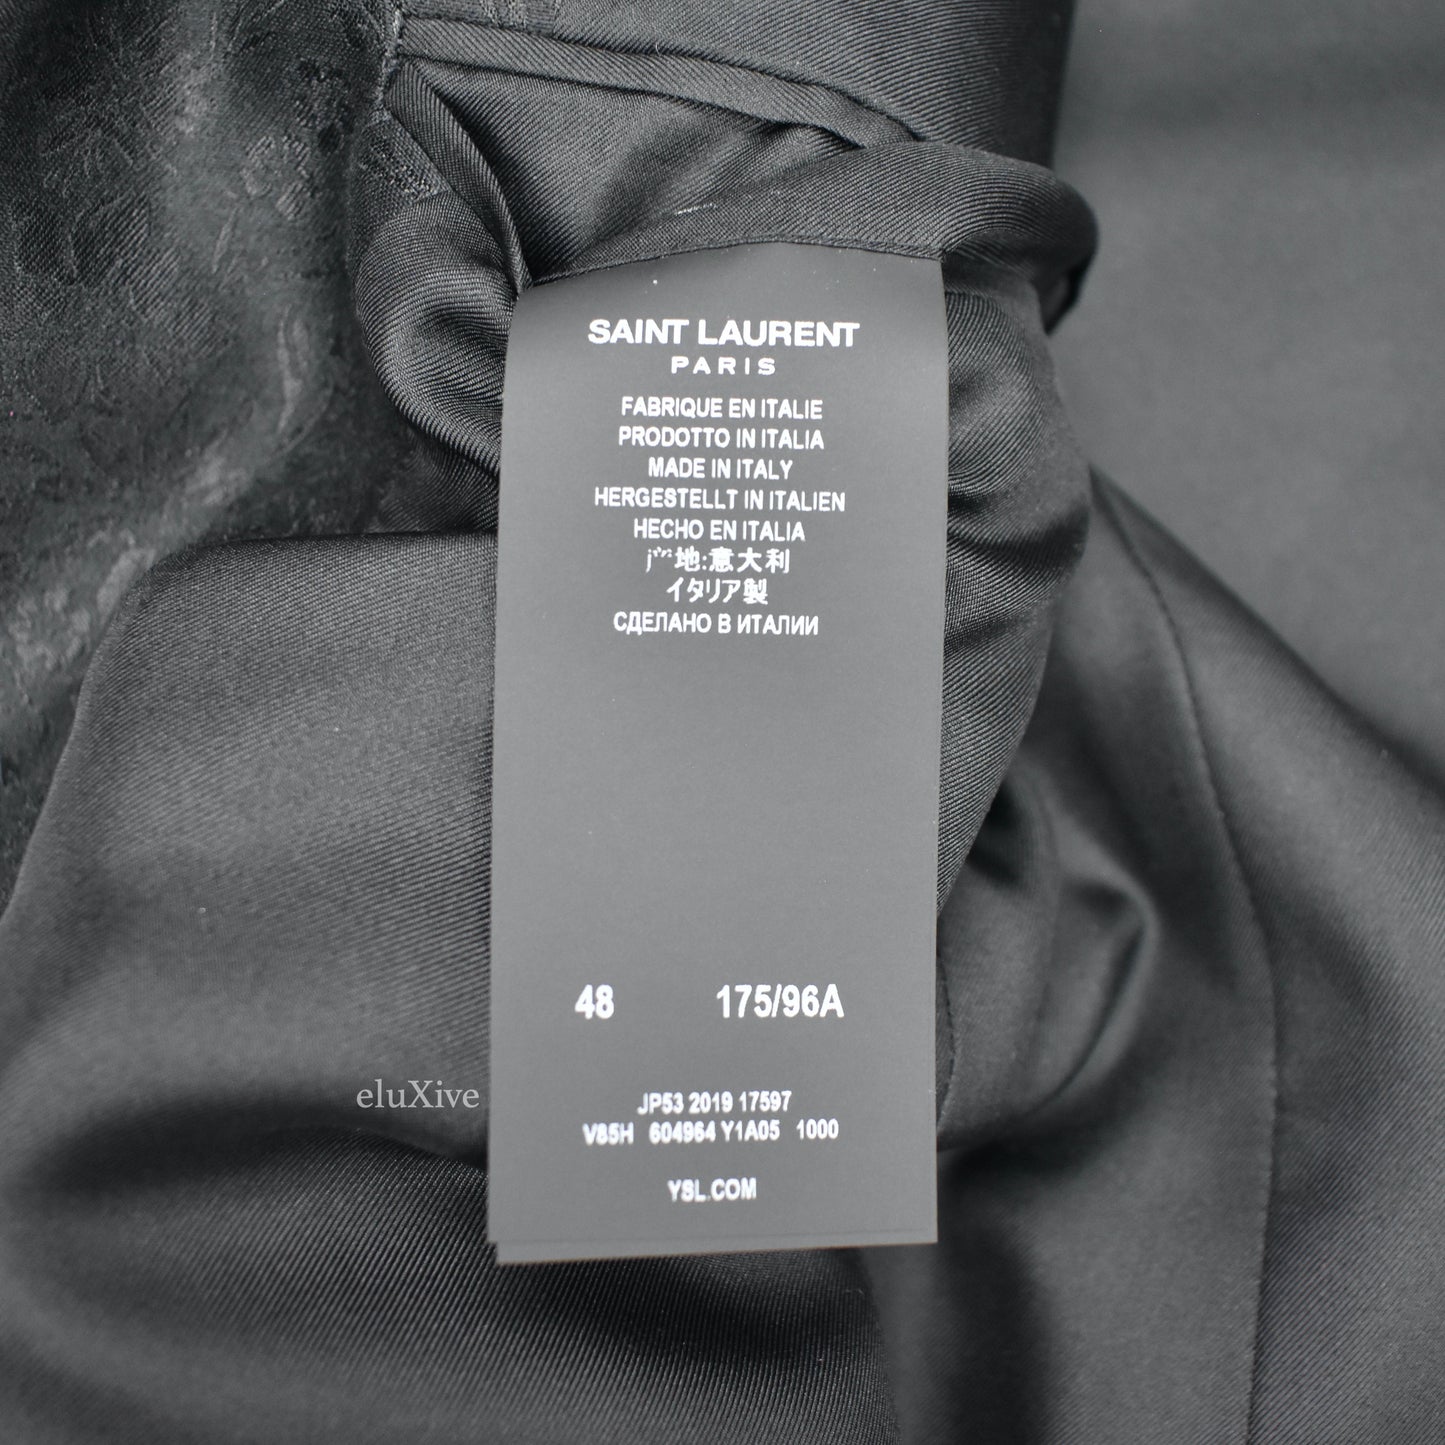 SAINT LAURENT
PARIS
FABRIQUE EN ITALIE
PRODOTTO IN ITALIA
MADE IN ITALY
HERGESTELLT IN ITALIEN
HECHO EN ITALIA
地:意大利
イタリア製
СДЕЛАНО В ИТАЛИИ
48 175/96A
eluXive
JP53 2019 17597
V85H 604964 Y1A05 1000
YSL.COM